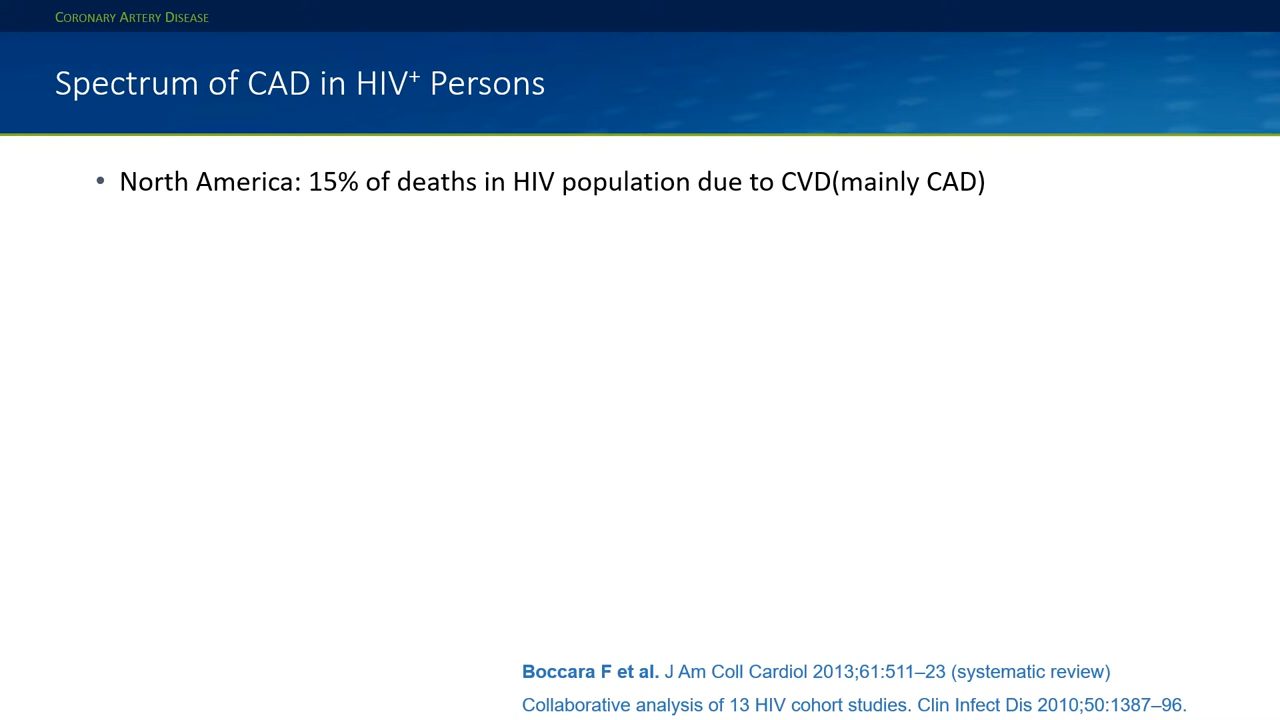 Coronary Artery Disease
Spectrum of CAD in HIV⁺ Persons
• North America: 15% of deaths in HIV population due to CVD(mainly CAD)
Boccara F et al. J Am Coll Cardiol 2013;61:511–23 (systematic review)
Collaborative analysis of 13 HIV cohort studies. Clin Infect Dis 2010;50:1387–96.